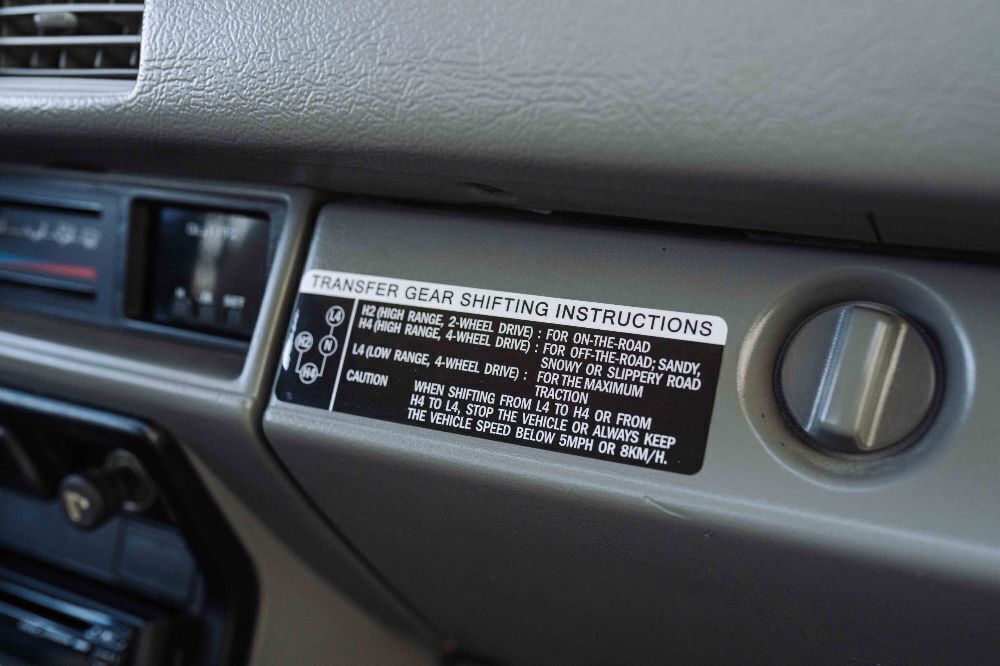 TRANSFER GEAR SHIFTING INSTRUCTIONS
L4
H2 N
H4
H2 (HIGH RANGE, 2-WHEEL DRIVE) : FOR ON-THE-ROAD
H4 (HIGH RANGE, 4-WHEEL DRIVE) : FOR OFF-THE-ROAD; SANDY,
SNOWY OR SLIPPERY ROAD
L4 (LOW RANGE, 4-WHEEL DRIVE) : FOR THE MAXIMUM
TRACTION
CAUTION WHEN SHIFTING FROM L4 TO H4 OR FROM
H4 TO L4, STOP THE VEHICLE OR ALWAYS KEEP
THE VEHICLE SPEED BELOW 5MPH OR 8KM/H.